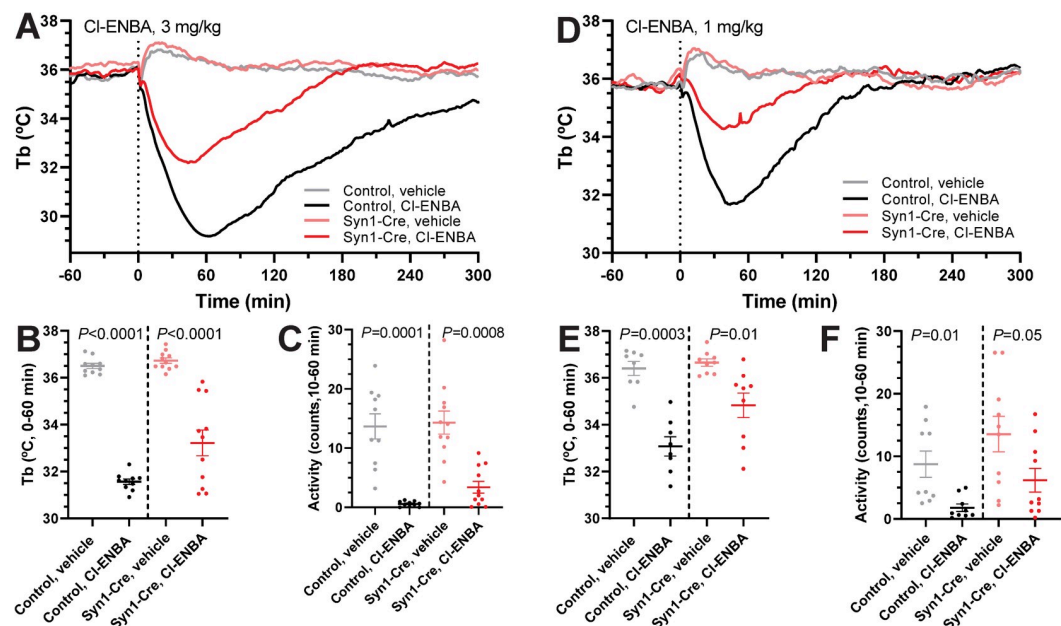 A
Cl-ENBA, 3 mg/kg
38
36
34
32
30
Tb (ºC)
Control, vehicle
Control, Cl-ENBA
Syn1-Cre, vehicle
Syn1-Cre, Cl-ENBA
-60 0 60 120 180 240 300
Time (min)
D
Cl-ENBA, 1 mg/kg
38
36
34
32
30
Tb (ºC)
Control, vehicle
Control, Cl-ENBA
Syn1-Cre, vehicle
Syn1-Cre, Cl-ENBA
-60 0 60 120 180 240 300
Time (min)
B
P<0.0001 P<0.0001
38
36
34
32
30
Tb (ºC, 0-60 min)
Control, vehicle
Control, Cl-ENBA
Syn1-Cre, vehicle
Syn1-Cre, Cl-ENBA
C
P=0.0001 P=0.0008
30
20
10
0
Activity (counts,10-60 min)
Control, vehicle
Control, Cl-ENBA
Syn1-Cre, vehicle
Syn1-Cre, Cl-ENBA
E
P=0.0003 P=0.01
38
36
34
32
30
Tb (ºC, 0-60 min)
Control, vehicle
Control, Cl-ENBA
Syn1-Cre, vehicle
Syn1-Cre, Cl-ENBA
F
P=0.01 P=0.05
30
20
10
0
Activity (counts,10-60 min)
Control, vehicle
Control, Cl-ENBA
Syn1-Cre, vehicle
Syn1-Cre, Cl-ENBA